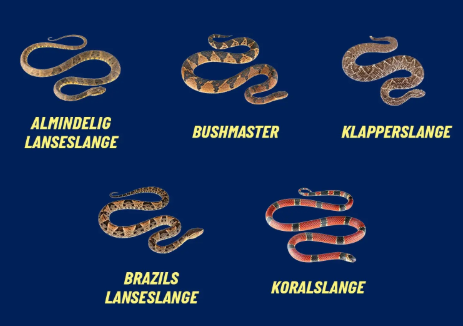 ALMINDELIG
LANSESLANGE
BUSHMASTER
KLAPPERSLANGE
BRAZILS
LANSESLANGE
KORALSLANGE